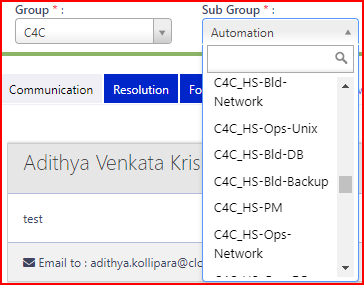 Group * :
Sub Group * :
C4C
Automation
C4C_HS-Bld-
Network
C4C_HS-Ops-Unix
C4C_HS-Bld-DB
C4C_HS-Bld-Backup
C4C_HS-PM
C4C_HS-Ops-
Network
Communication
Resolution
Adithya Venkata Kris
test
Email to : adithya.kollipara@clo